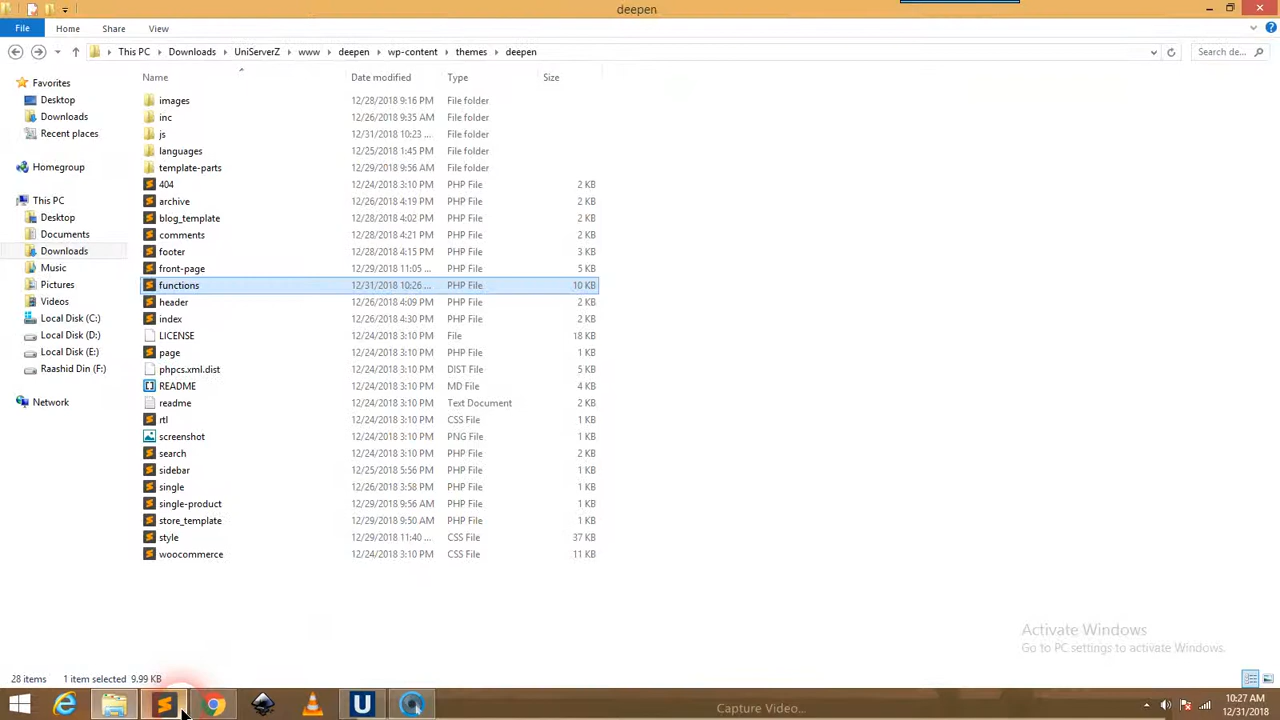 deepen
File Home Share View
This PC Downloads UniServerZ www deepen wp-content themes deepen
Search de...
Name Date modified Type Size
Favorites
Desktop
Downloads
Recent places
Homegroup
This PC
Desktop
Documents
Downloads
Music
Pictures
Videos
Local Disk (C:)
Local Disk (D:)
Local Disk (E:)
Raashid Din (F:)
Network
images 12/28/2018 9:16 PM File folder
inc 12/26/2018 9:35 AM File folder
js 12/31/2018 10:23 ... File folder
languages 12/25/2018 1:45 PM File folder
template-parts 12/29/2018 9:56 AM File folder
404 12/24/2018 3:10 PM PHP File 2 KB
archive 12/26/2018 4:19 PM PHP File 2 KB
blog_template 12/28/2018 4:02 PM PHP File 2 KB
comments 12/28/2018 4:21 PM PHP File 2 KB
footer 12/28/2018 4:15 PM PHP File 3 KB
front-page 12/29/2018 11:05 ... PHP File 5 KB
functions 12/31/2018 10:26 ... PHP File 10 KB
header 12/26/2018 4:09 PM PHP File 2 KB
index 12/26/2018 4:30 PM PHP File 2 KB
LICENSE 12/24/2018 3:10 PM File 18 KB
page 12/24/2018 3:10 PM PHP File 1 KB
phpcs.xml.dist 12/24/2018 3:10 PM DIST File 5 KB
README 12/24/2018 3:10 PM MD File 4 KB
readme 12/24/2018 3:10 PM Text Document 2 KB
rtl 12/24/2018 3:10 PM CSS File 1 KB
screenshot 12/24/2018 3:10 PM PNG File 1 KB
search 12/24/2018 3:10 PM PHP File 2 KB
sidebar 12/25/2018 5:56 PM PHP File 1 KB
single 12/26/2018 3:58 PM PHP File 1 KB
single-product 12/29/2018 9:56 AM PHP File 1 KB
store_template 12/29/2018 9:50 AM PHP File 1 KB
style 12/29/2018 11:40 ... CSS File 37 KB
woocommerce 12/24/2018 3:10 PM CSS File 11 KB
Activate Windows
Go to PC settings to activate Windows.
28 items 1 item selected 9.99 KB
Capture Video...
10:27 AM
12/31/2018